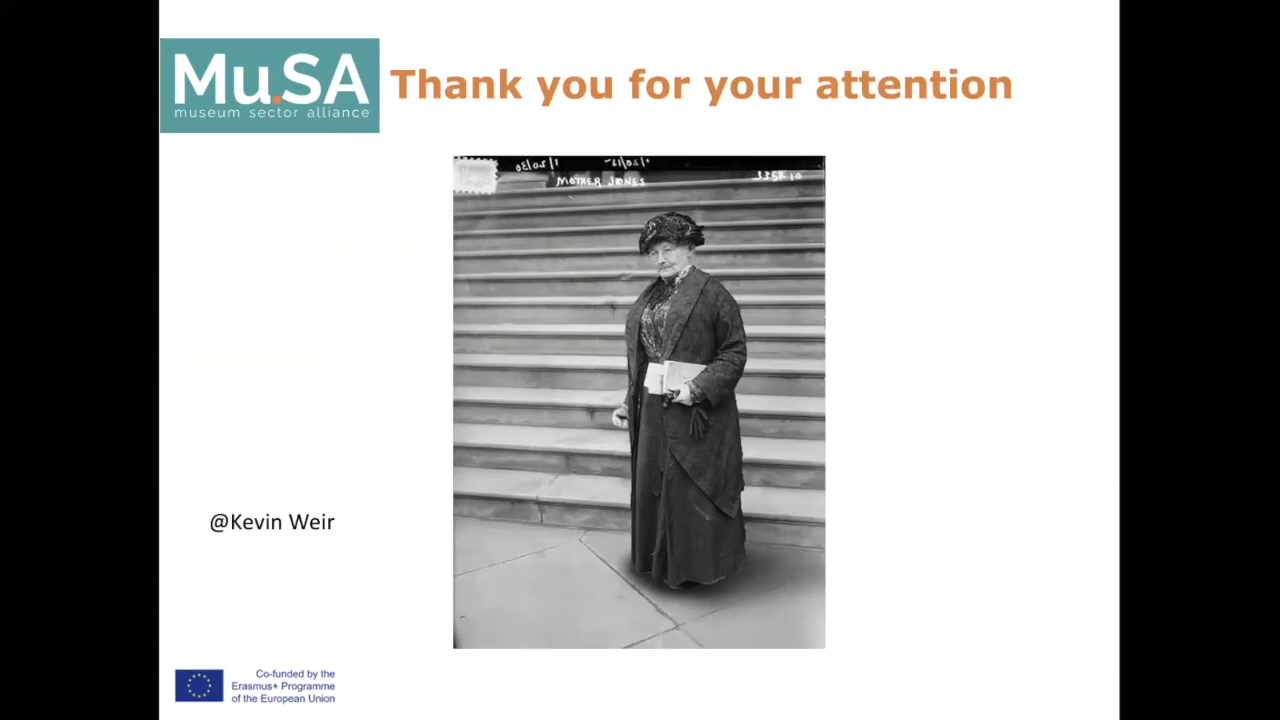 Mu.SA
museum sector alliance
Thank you for your attention
MOTHER JONES
@Kevin Weir
Co-funded by the
Erasmus+ Programme
of the European Union